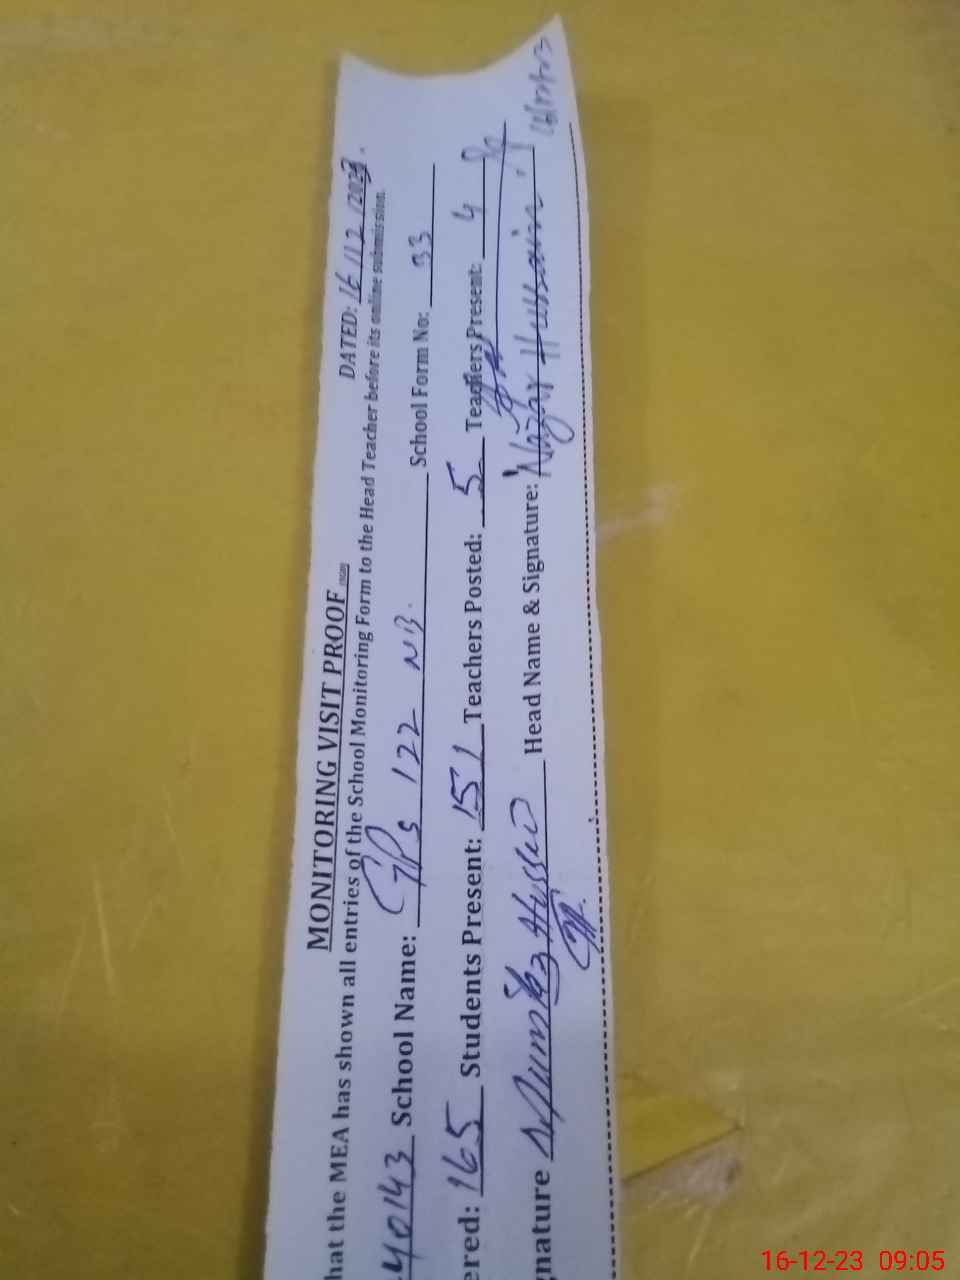 MONITORING VISIT PROOF
DATED: 16/12/2023.
hat the MEA has shown all entries of the School Monitoring Form to the Head Teacher before its online submission.
40143 School Name: GPS 122 NB. School Form No: 33
ered: 165 Students Present: 151 Teachers Posted: 5 Teachers Present: 4
gnature Head Name & Signature: Nazar Hussain
16-12-23 09:05